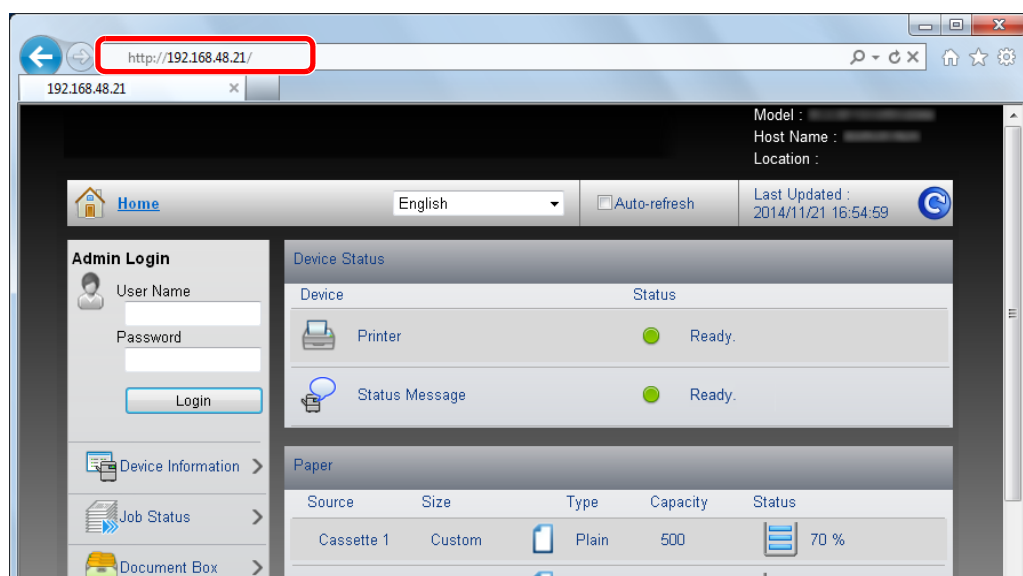 http://192.168.48.21/
192.168.48.21
Model :
Host Name :
Location :
Home
English
Auto-refresh
Last Updated :
2014/11/21 16:54:59
Admin Login
User Name
Password
Login
Device Information
Job Status
Document Box
Device Status
Device Status
Printer Ready.
Status Message Ready.
Paper
Source Size Type Capacity Status
Cassette 1 Custom Plain 500 70 %